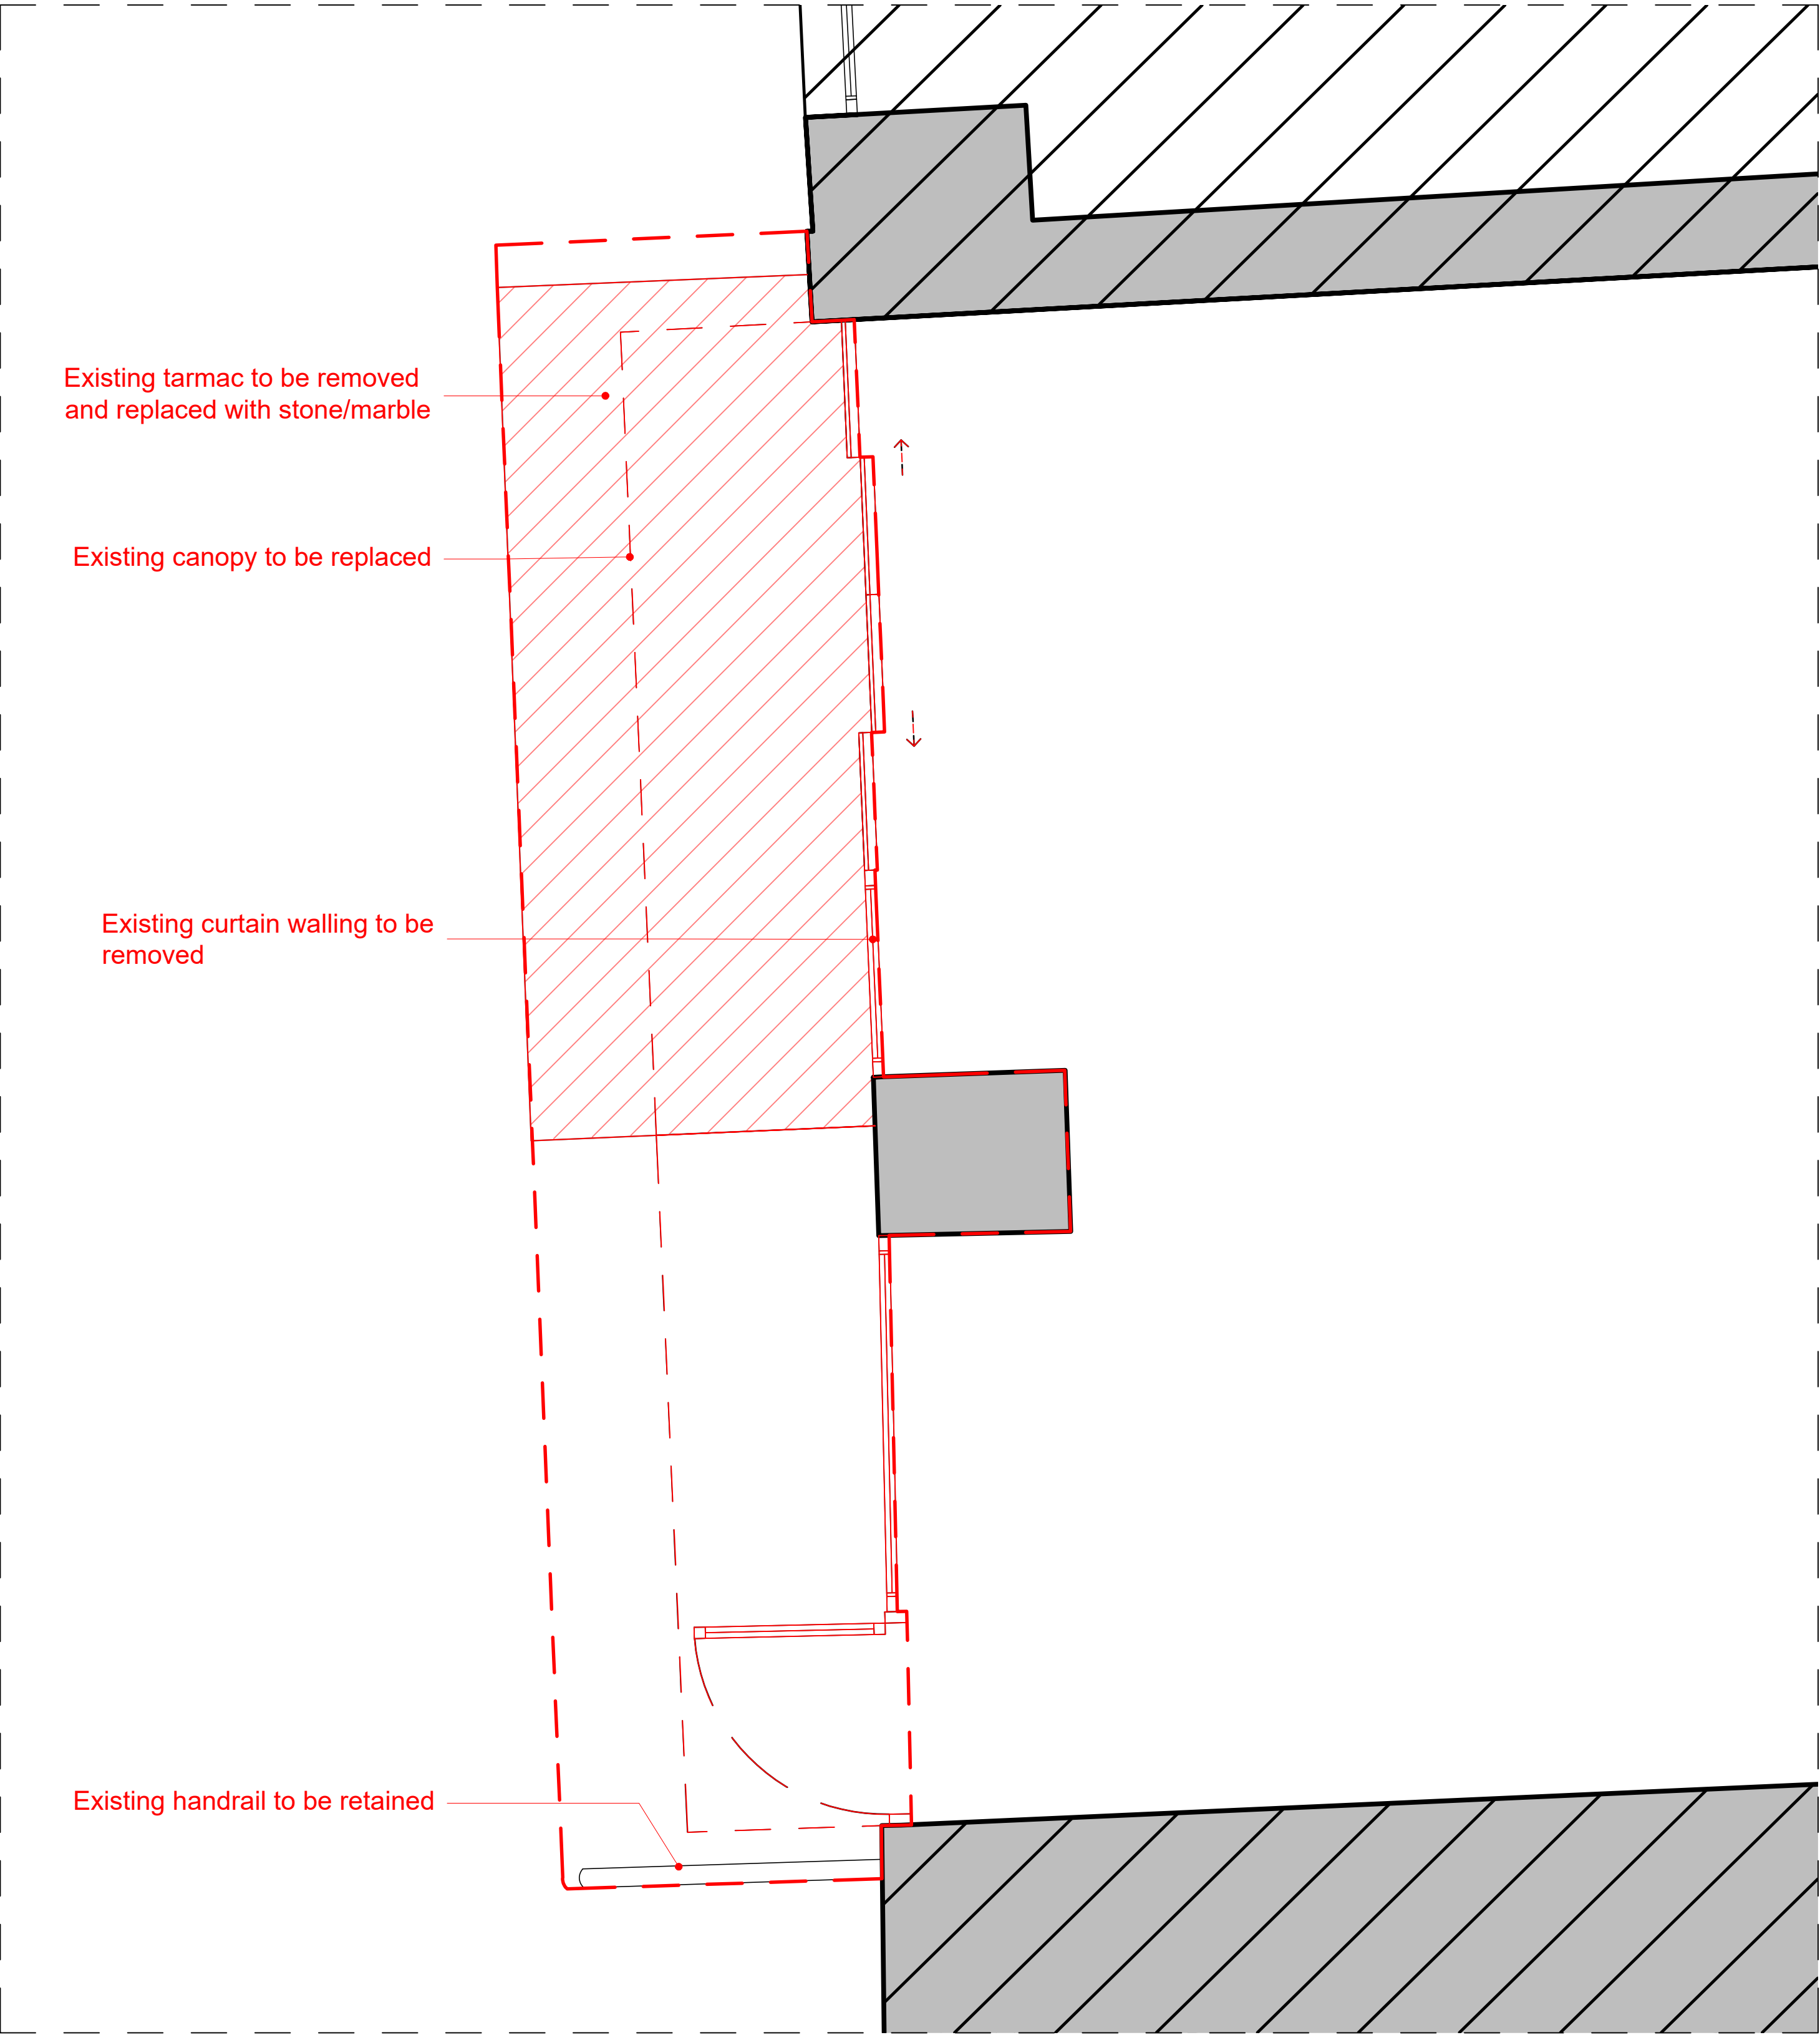 Existing tarmac to be removed
and replaced with stone/marble
Existing canopy to be replaced
Existing curtain walling to be
removed
Existing handrail to be retained